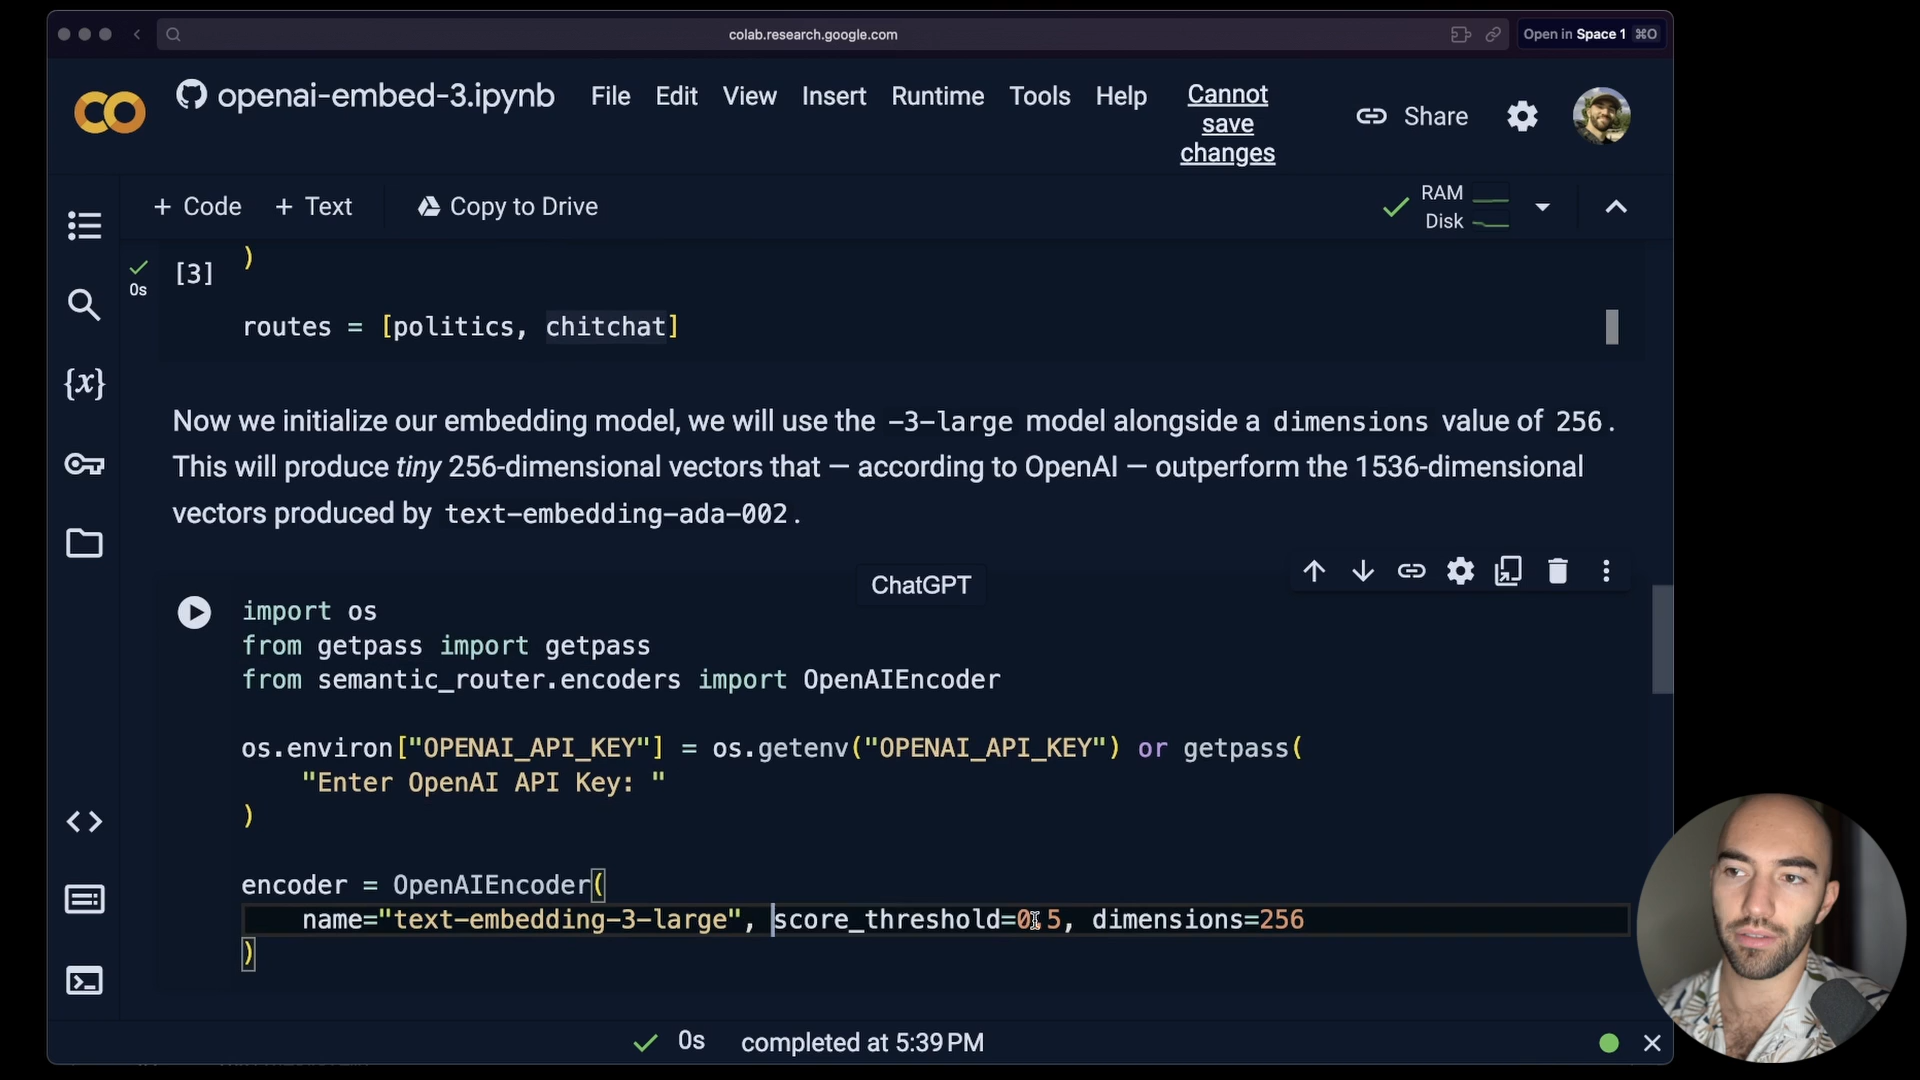 colab.research.google.com
Open in Space 1 ⌘O
openai-embed-3.ipynb
File Edit View Insert Runtime Tools Help
Cannot
save
changes
Share
+ Code + Text Copy to Drive
RAM
Disk
)
[3]
0s
routes = [politics, chitchat]
Now we initialize our embedding model, we will use the -3-large model alongside a dimensions value of 256.
This will produce tiny 256-dimensional vectors that — according to OpenAI — outperform the 1536-dimensional
vectors produced by text-embedding-ada-002.
ChatGPT
import os
from getpass import getpass
from semantic_router.encoders import OpenAIEncoder
os.environ["OPENAI_API_KEY"] = os.getenv("OPENAI_API_KEY") or getpass(
"Enter OpenAI API Key: "
)
encoder = OpenAIEncoder(
name="text-embedding-3-large", score_threshold=0.5, dimensions=256
)
0s completed at 5:39 PM